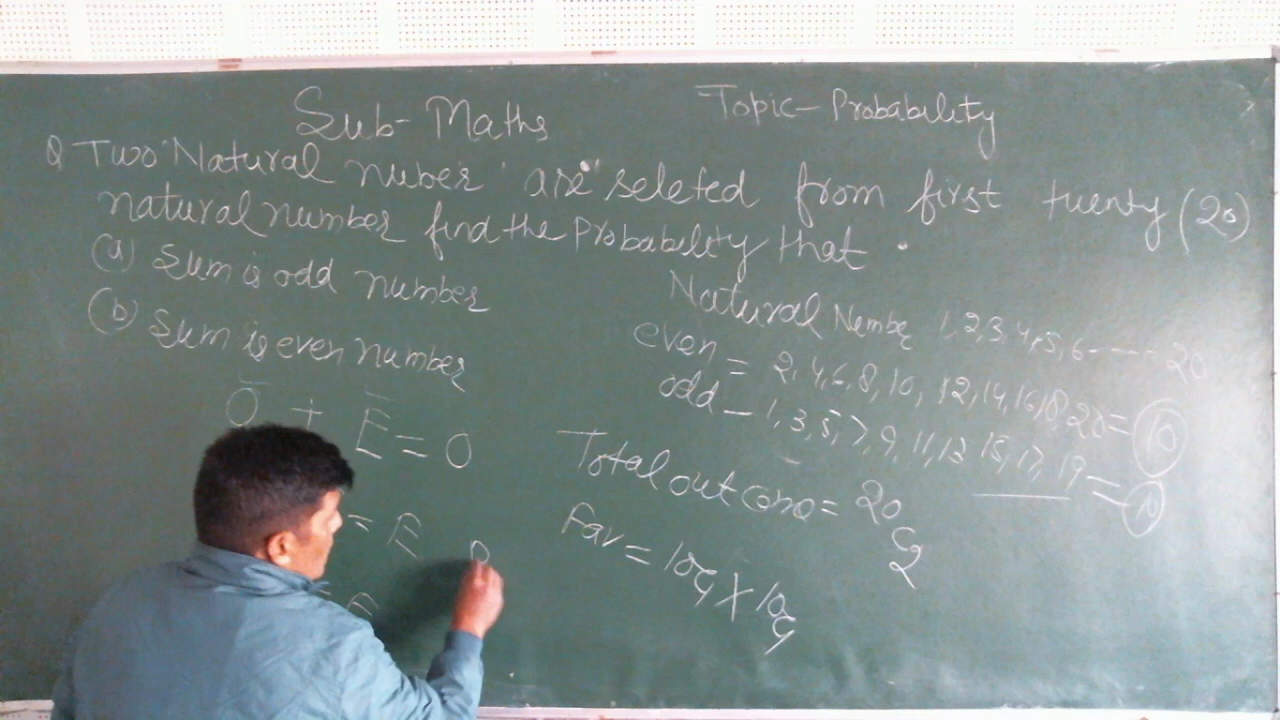 Sub- Maths
Topic- Probability
Q Two Natural nuber are seleted from first twenty (20)
natural number find the Probability that
(a) Sum is odd number
(b) Sum is even number
O + E = O
= E
Natural Numbe 1,2,3,4,5,6----20
even = 2,4,6,8,10,12,14,16,18 20=10
odd - 1,3,5,7,9,11,13 15,17,19=10
Total out come = 20C2
Fav = 10C1 X 10C1